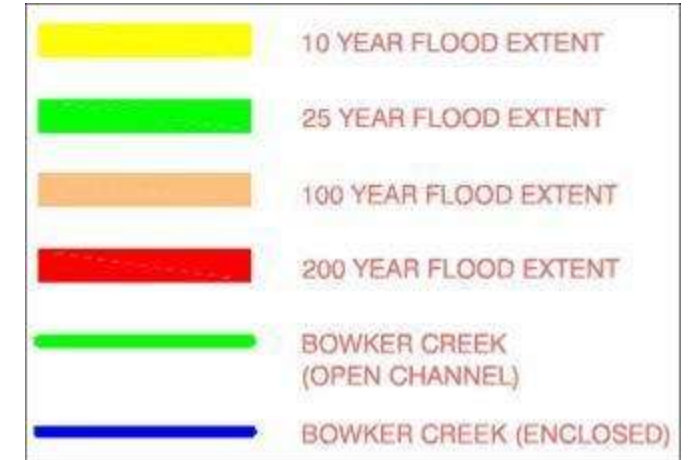 10 YEAR FLOOD EXTENT
25 YEAR FLOOD EXTENT
100 YEAR FLOOD EXTENT
200 YEAR FLOOD EXTENT
BOWKER CREEK
(OPEN CHANNEL)
BOWKER CREEK (ENCLOSED)